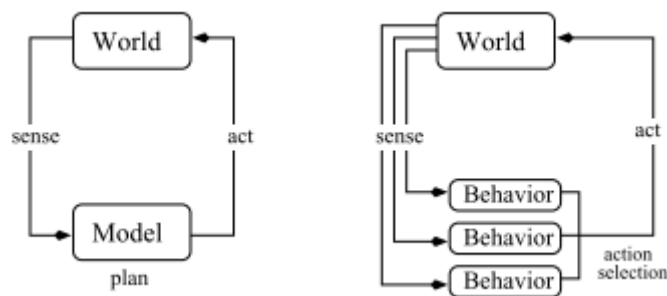 World
sense
act
Model
plan
World
sense
act
Behavior
Behavior
Behavior
action
selection